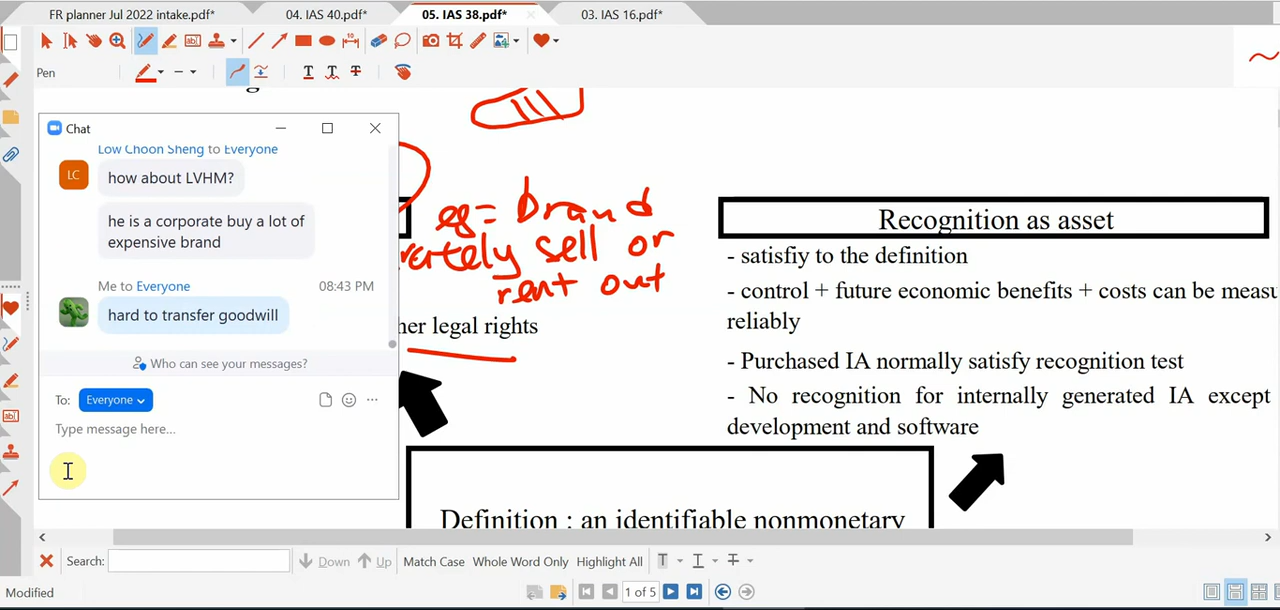 FR planner Jul 2022 intake.pdf*
04. IAS 40.pdf*
05. IAS 38.pdf*
03. IAS 16.pdf*
Pen
Chat
Low Choon Sheng to Everyone
LC
how about LVHM?
he is a corporate buy a lot of
expensive brand
Me to Everyone
08:43 PM
hard to transfer goodwill
Who can see your messages?
To:
Everyone
Type message here...
eg = brand
rately sell or
rent out
her legal rights
Recognition as asset
- satisfiy to the definition
- control + future economic benefits + costs can be measu
reliably
- Purchased IA normally satisfy recognition test
- No recognition for internally generated IA except
development and software
Definition : an identifiable nonmonetary
Search:
Down
Up
Match Case
Whole Word Only
Highlight All
Modified
1 of 5